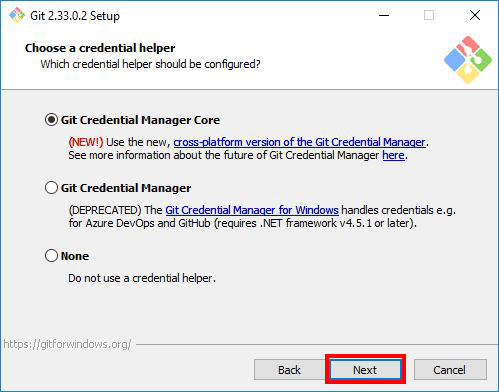 Git 2.33.0.2 Setup
Choose a credential helper
Which credential helper should be configured?
Git Credential Manager Core
(NEW!) Use the new, cross-platform version of the Git Credential Manager.
See more information about the future of Git Credential Manager here.
Git Credential Manager
(DEPRECATED) The Git Credential Manager for Windows handles credentials e.g.
for Azure DevOps and GitHub (requires .NET framework v4.5.1 or later).
None
Do not use a credential helper.
https://gitforwindows.org/
Back
Next
Cancel